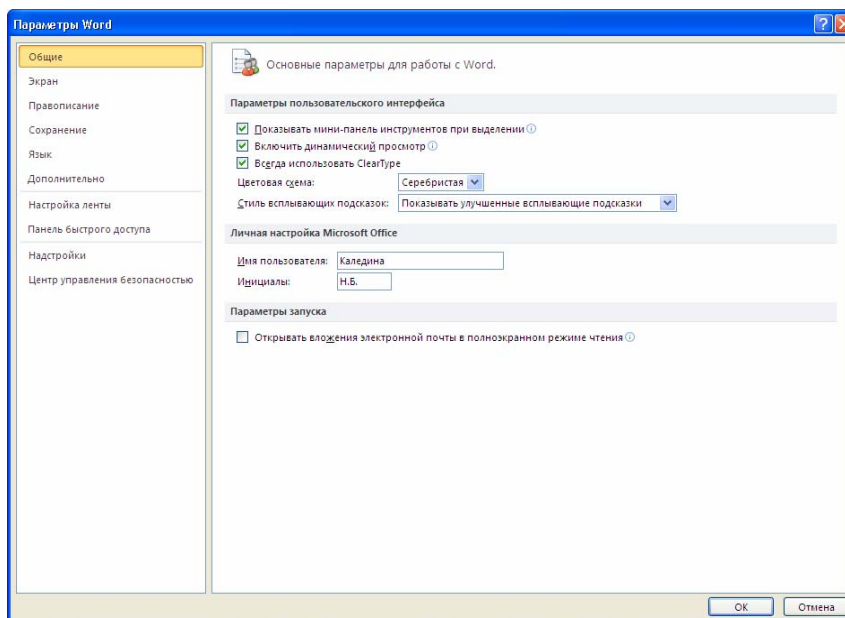 Параметры Word
Общие
Экран
Правописание
Сохранение
Язык
Дополнительно
Настройка ленты
Панель быстрого доступа
Надстройки
Центр управления безопасностью
Основные параметры для работы с Word.
Параметры пользовательского интерфейса
Показывать мини-панель инструментов при выделении
Включить динамический просмотр
Всегда использовать ClearType
Цветовая схема: Серебристая
Стиль всплывающих подсказок: Показывать улучшенные всплывающие подсказки
Личная настройка Microsoft Office
Имя пользователя: Каледина
Инициалы: Н.Б.
Параметры запуска
Открывать вложения электронной почты в полноэкранном режиме чтения
ОК Отмена